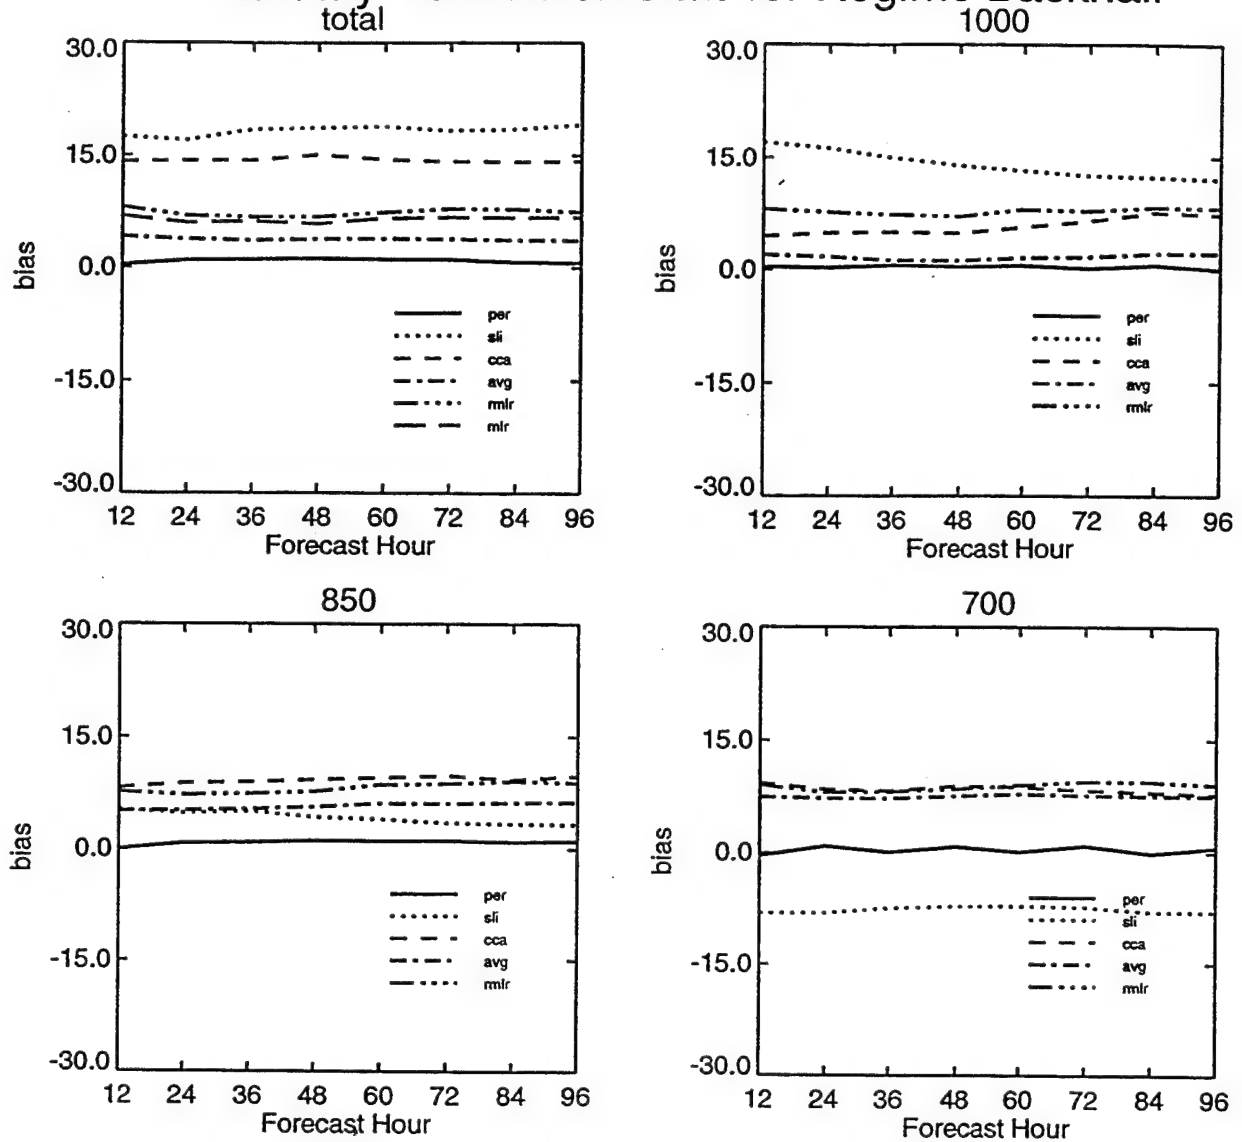 Regime Backhall
total
30.0
15.0
0.0
-15.0
-30.0
bias
per
sli
cca
avg
rmlr
mlr
12 24 36 48 60 72 84 96
Forecast Hour
1000
30.0
15.0
0.0
-15.0
-30.0
bias
per
sli
cca
avg
rmlr
12 24 36 48 60 72 84 96
Forecast Hour
850
30.0
15.0
0.0
-15.0
-30.0
bias
per
sli
cca
avg
rmlr
12 24 36 48 60 72 84 96
Forecast Hour
700
30.0
15.0
0.0
-15.0
-30.0
bias
per
sli
cca
avg
rmlr
12 24 36 48 60 72 84 96
Forecast Hour